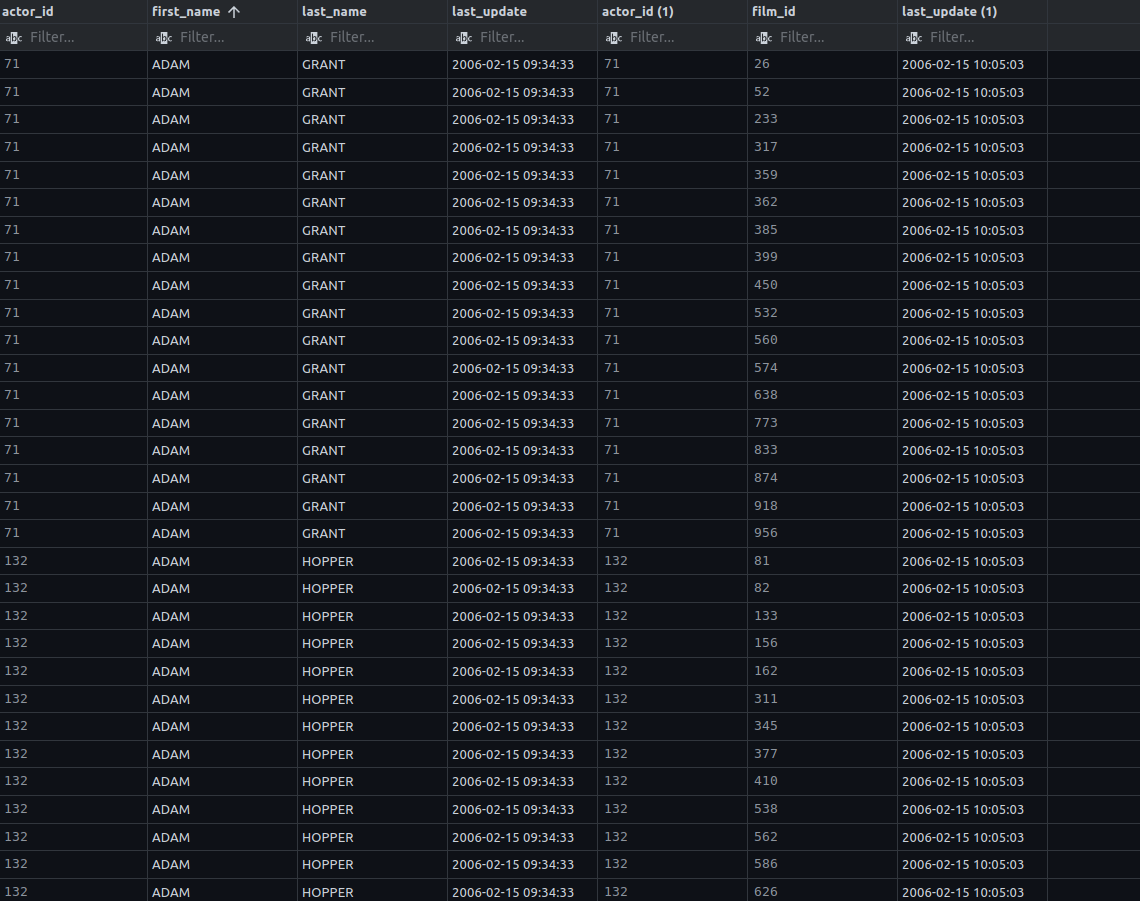 actor_id first_name ↑ last_name last_update actor_id (1) film_id last_update (1)
abc Filter... abc Filter... abc Filter... abc Filter... abc Filter... abc Filter... abc Filter...
71 ADAM GRANT 2006-02-15 09:34:33 71 26 2006-02-15 10:05:03
71 ADAM GRANT 2006-02-15 09:34:33 71 52 2006-02-15 10:05:03
71 ADAM GRANT 2006-02-15 09:34:33 71 233 2006-02-15 10:05:03
71 ADAM GRANT 2006-02-15 09:34:33 71 317 2006-02-15 10:05:03
71 ADAM GRANT 2006-02-15 09:34:33 71 359 2006-02-15 10:05:03
71 ADAM GRANT 2006-02-15 09:34:33 71 362 2006-02-15 10:05:03
71 ADAM GRANT 2006-02-15 09:34:33 71 385 2006-02-15 10:05:03
71 ADAM GRANT 2006-02-15 09:34:33 71 399 2006-02-15 10:05:03
71 ADAM GRANT 2006-02-15 09:34:33 71 450 2006-02-15 10:05:03
71 ADAM GRANT 2006-02-15 09:34:33 71 532 2006-02-15 10:05:03
71 ADAM GRANT 2006-02-15 09:34:33 71 560 2006-02-15 10:05:03
71 ADAM GRANT 2006-02-15 09:34:33 71 574 2006-02-15 10:05:03
71 ADAM GRANT 2006-02-15 09:34:33 71 638 2006-02-15 10:05:03
71 ADAM GRANT 2006-02-15 09:34:33 71 773 2006-02-15 10:05:03
71 ADAM GRANT 2006-02-15 09:34:33 71 833 2006-02-15 10:05:03
71 ADAM GRANT 2006-02-15 09:34:33 71 874 2006-02-15 10:05:03
71 ADAM GRANT 2006-02-15 09:34:33 71 918 2006-02-15 10:05:03
71 ADAM GRANT 2006-02-15 09:34:33 71 956 2006-02-15 10:05:03
132 ADAM HOPPER 2006-02-15 09:34:33 132 81 2006-02-15 10:05:03
132 ADAM HOPPER 2006-02-15 09:34:33 132 82 2006-02-15 10:05:03
132 ADAM HOPPER 2006-02-15 09:34:33 132 133 2006-02-15 10:05:03
132 ADAM HOPPER 2006-02-15 09:34:33 132 156 2006-02-15 10:05:03
132 ADAM HOPPER 2006-02-15 09:34:33 132 162 2006-02-15 10:05:03
132 ADAM HOPPER 2006-02-15 09:34:33 132 311 2006-02-15 10:05:03
132 ADAM HOPPER 2006-02-15 09:34:33 132 345 2006-02-15 10:05:03
132 ADAM HOPPER 2006-02-15 09:34:33 132 377 2006-02-15 10:05:03
132 ADAM HOPPER 2006-02-15 09:34:33 132 410 2006-02-15 10:05:03
132 ADAM HOPPER 2006-02-15 09:34:33 132 538 2006-02-15 10:05:03
132 ADAM HOPPER 2006-02-15 09:34:33 132 562 2006-02-15 10:05:03
132 ADAM HOPPER 2006-02-15 09:34:33 132 586 2006-02-15 10:05:03
132 ADAM HOPPER 2006-02-15 09:34:33 132 626 2006-02-15 10:05:03